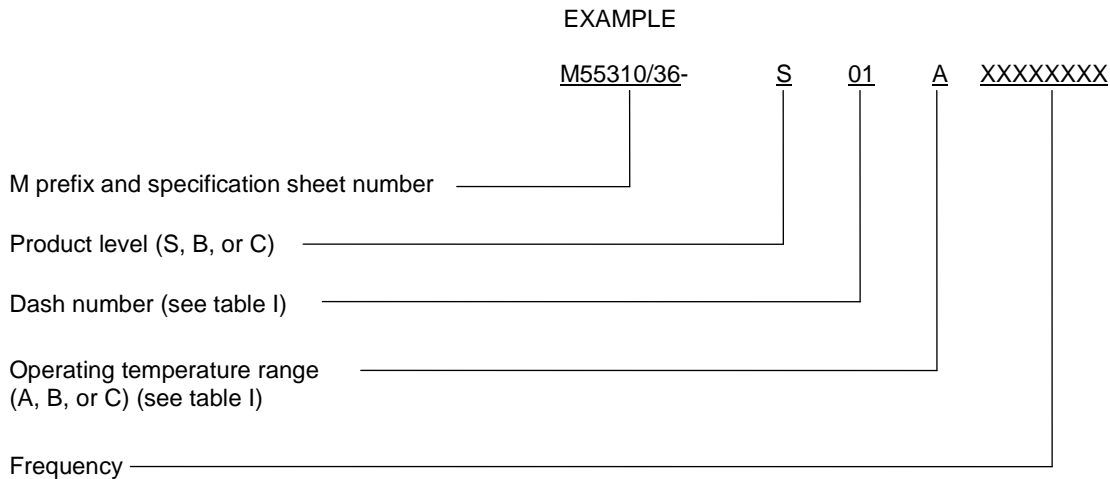 EXAMPLE
M55310/36- S 01 A XXXXXXXX
M prefix and specification sheet number
Product level (S, B, or C)
Dash number (see table I)
Operating temperature range
(A, B, or C) (see table I)
Frequency